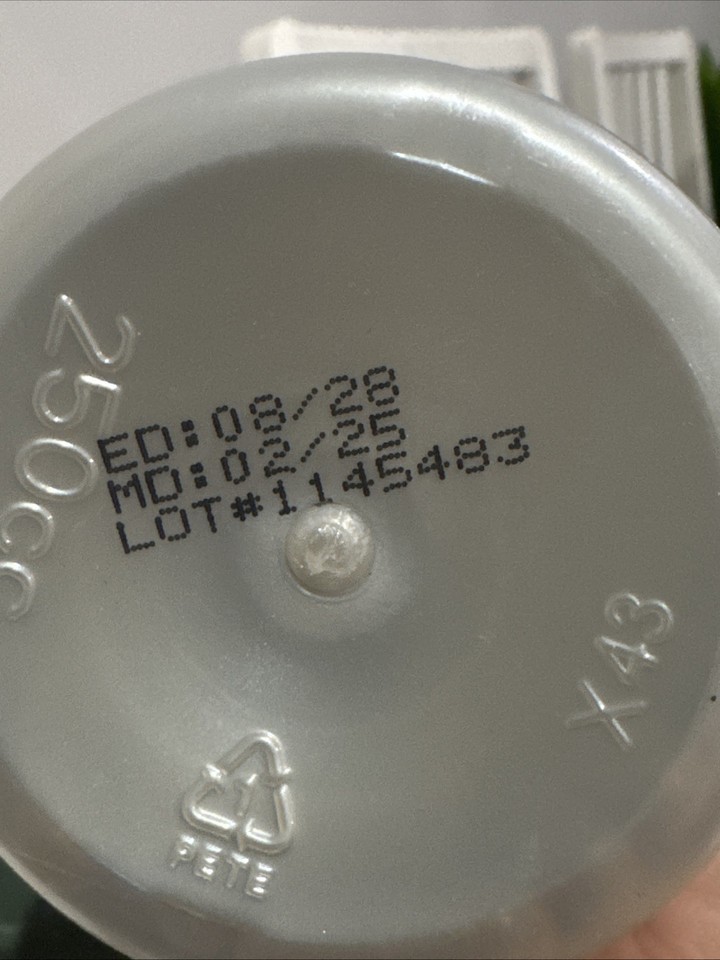 250cc
ED:08/28
MD:02/25
LOT#1145483
X43
1
PETE